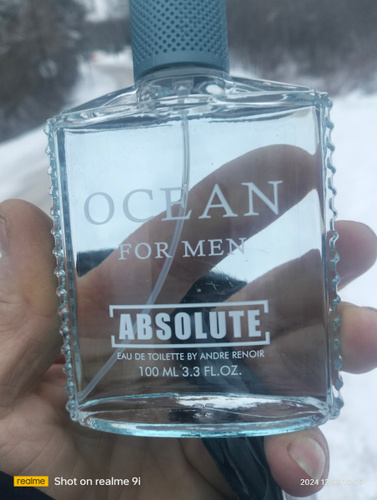 OCEAN
FOR MEN
ABSOLUTE
EAU DE TOILETTE BY ANDRE RENOIR
100 ML 3.3 FL.OZ.
realme Shot on realme 9i
2024